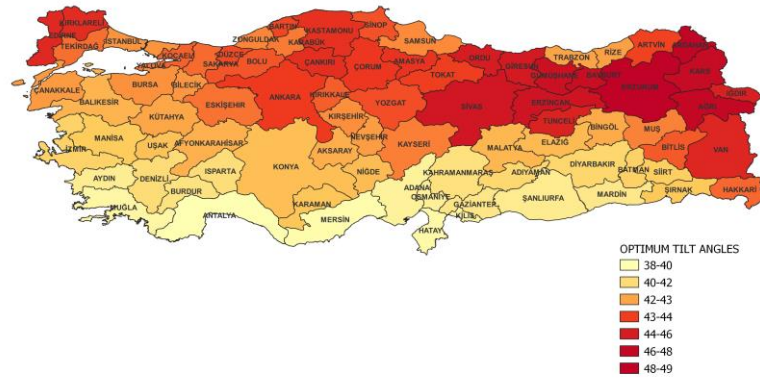 KIRKLARELİ
EDİRNE
TEKİRDAĞ
İSTANBUL
KOCAELİ
YALOVA
SAKARYA
DÜZCE
BOLU
ZONGULDAK
BARTIN
KARABÜK
KASTAMONU
SİNOP
SAMSUN
ÇANKIRI
ÇORUM
AMASYA
TOKAT
ORDU
GİRESUN
TRABZON
RİZE
ARTVİN
ARDAHAN
GÜMÜŞHANE
BAYBURT
ERZURUM
KARS
IĞDIR
AĞRI
ÇANAKKALE
BALIKESİR
BURSA
BİLECİK
ESKİŞEHİR
ANKARA
KIRIKKALE
KIRŞEHİR
YOZGAT
SİVAS
ERZİNCAN
TUNCELİ
BİNGÖL
MUŞ
BİTLİS
VAN
KÜTAHYA
MANİSA
UŞAK
AFYONKARAHİSAR
İZMİR
KONYA
AKSARAY
NEVŞEHİR
NİĞDE
KAYSERİ
MALATYA
ELAZIĞ
DİYARBAKIR
BATMAN
SİİRT
ŞIRNAK
HAKKARİ
AYDIN
DENİZLİ
ISPARTA
BURDUR
MUĞLA
ANTALYA
KARAMAN
MERSİN
ADANA
OSMANİYE
KAHRAMANMARAŞ
ADIYAMAN
GAZİANTEP
KİLİS
ŞANLIURFA
MARDİN
HATAY
OPTIMUM TILT ANGLES
38-40
40-42
42-43
43-44
44-46
46-48
48-49